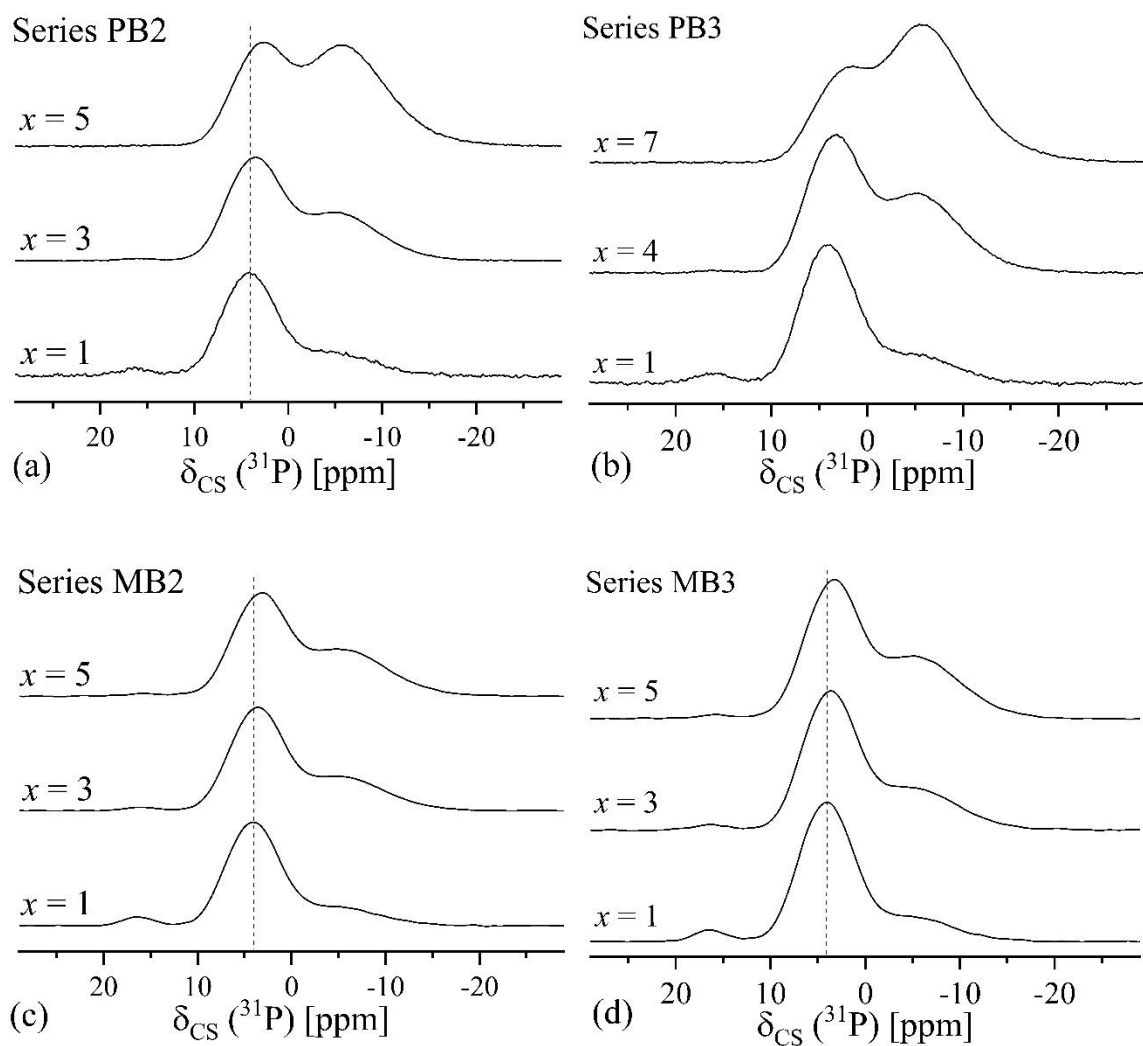 Series PB2
x = 5
x = 3
x = 1
20 10 0 -10 -20
(a)
δCS (³¹P) [ppm]
Series PB3
x = 7
x = 4
x = 1
20 10 0 -10 -20
(b)
δCS (³¹P) [ppm]
Series MB2
x = 5
x = 3
x = 1
20 10 0 -10 -20
(c)
δCS (³¹P) [ppm]
Series MB3
x = 5
x = 3
x = 1
20 10 0 -10 -20
(d)
δCS (³¹P) [ppm]